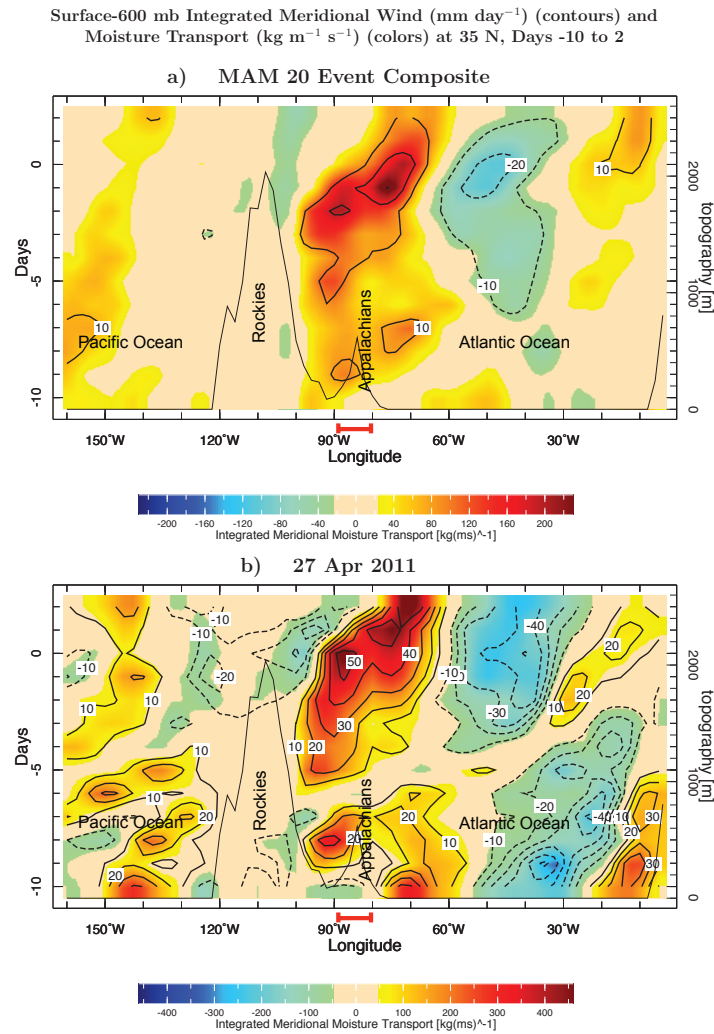 Surface-600 mb Integrated Meridional Wind (mm day⁻¹) (contours) and
Moisture Transport (kg m⁻¹ s⁻¹) (colors) at 35 N, Days -10 to 2
a) MAM 20 Event Composite
0
-5
-10
Days
2000
1000
0
topography [m]
-20
10
-10
10
10
Rockies
Appalachians
Pacific Ocean
Atlantic Ocean
150°W 120°W 90°W 60°W 30°W
Longitude
-200 -160 -120 -80 -40 0 40 80 120 160 200
Integrated Meridional Moisture Transport [kg(ms)^-1]
b) 27 Apr 2011
0
-5
-10
Days
2000
1000
0
topography [m]
-10
-10
-40
-10
50
40
20
-20
-10
10
10
20
-30
10
30
10
10 20
10
-20
20
20
-40
10
30
20
-10
20
10
20
30
Rockies
Appalachians
Pacific Ocean
Atlantic Ocean
150°W 120°W 90°W 60°W 30°W
Longitude
-400 -300 -200 -100 0 100 200 300 400
Integrated Meridional Moisture Transport [kg(ms)^-1]